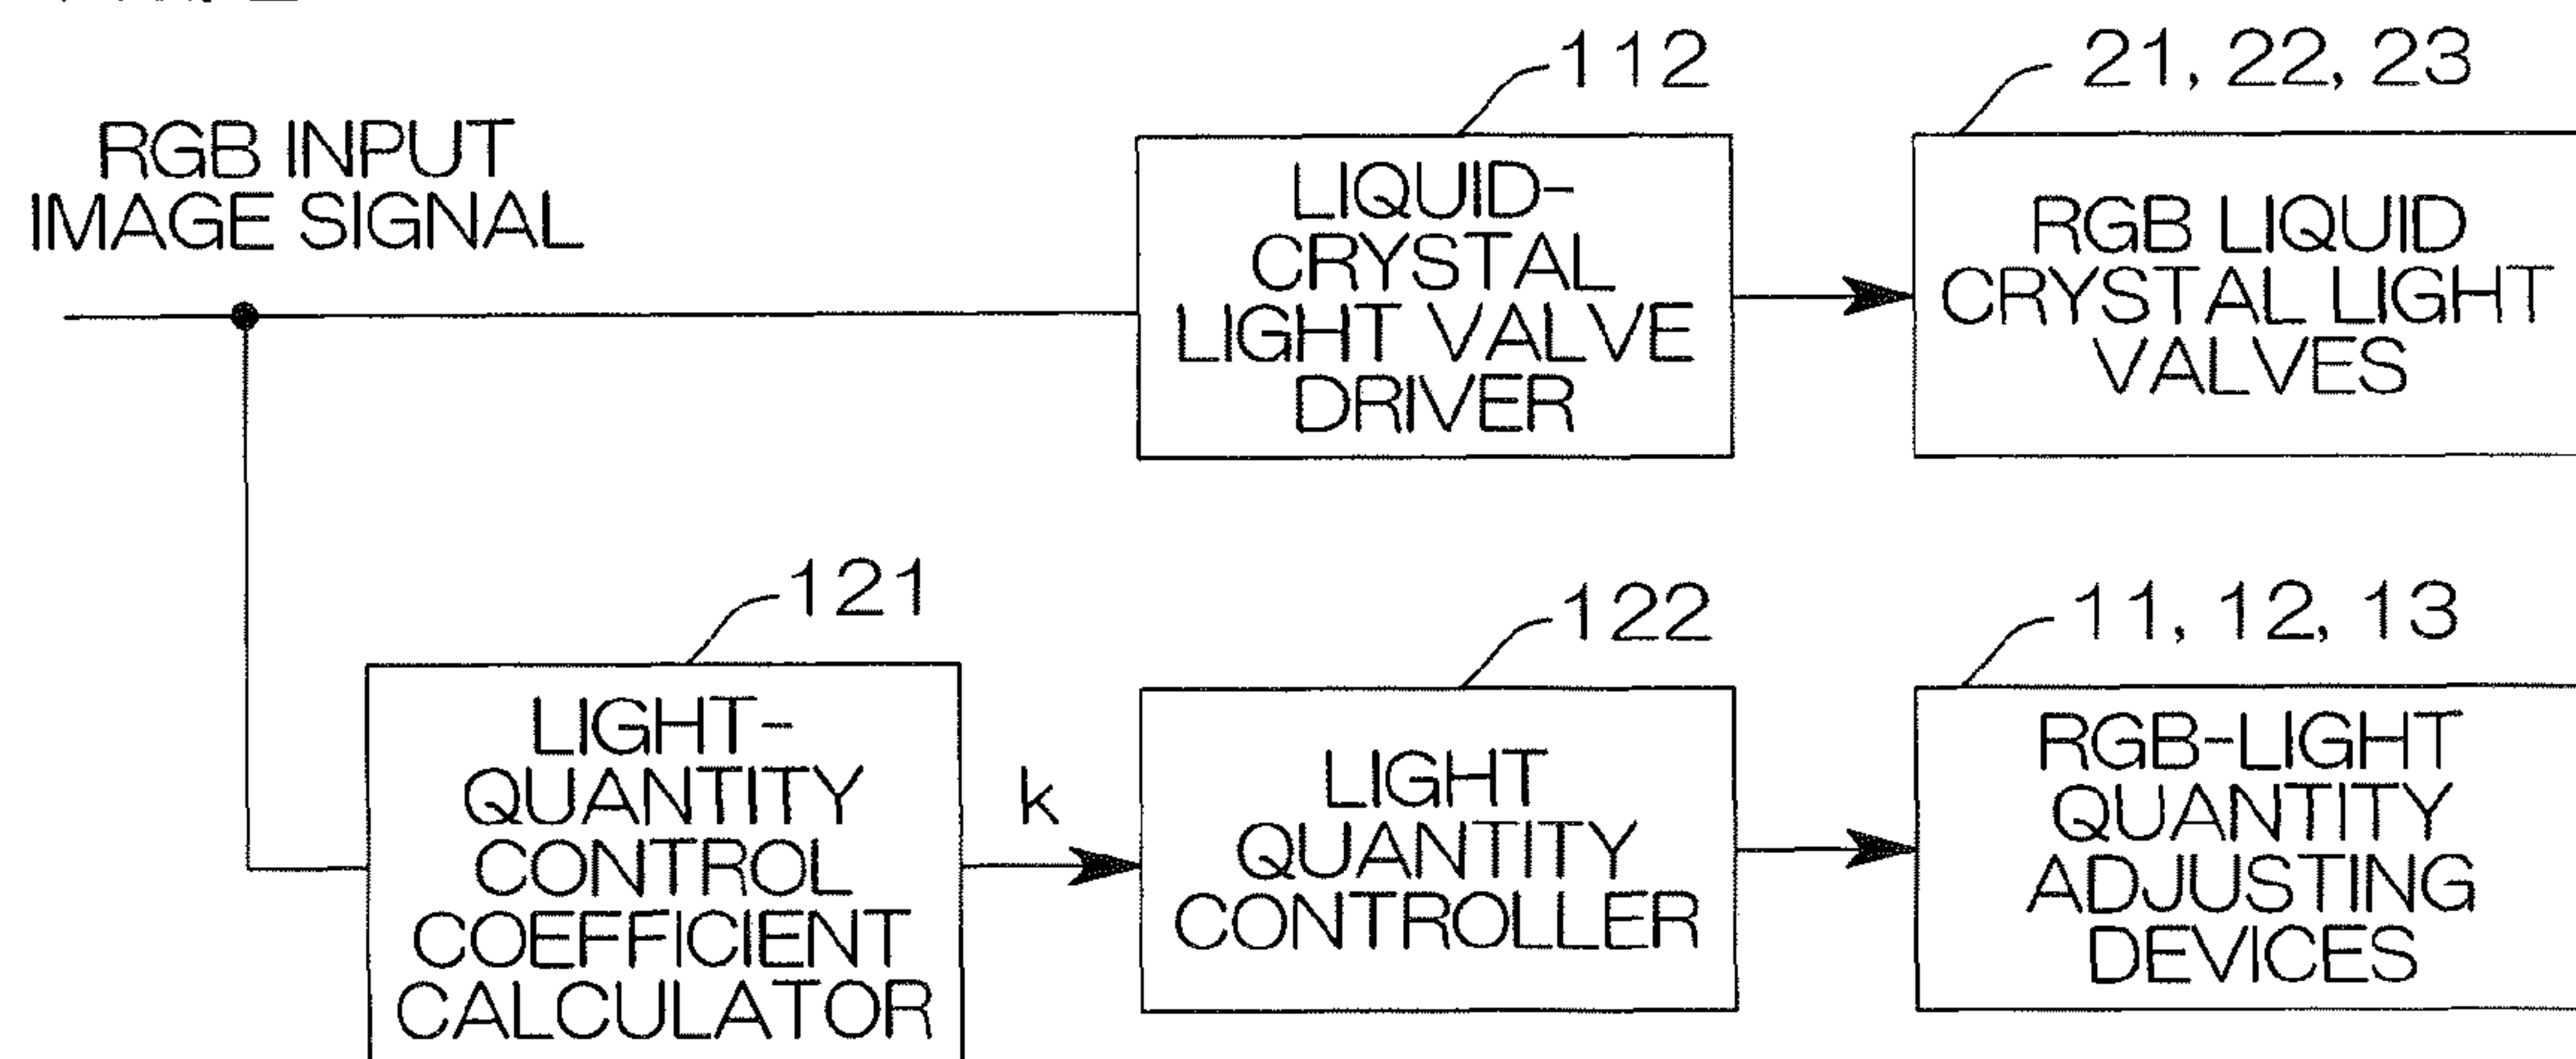 112
21, 22, 23
RGB INPUT
IMAGE SIGNAL
LIQUID-
CRYSTAL
LIGHT VALVE
DRIVER
RGB LIQUID
CRYSTAL LIGHT
VALVES
121
122
11, 12, 13
LIGHT-
QUANTITY
CONTROL
COEFFICIENT
CALCULATOR
k
LIGHT
QUANTITY
CONTROLLER
RGB-LIGHT
QUANTITY
ADJUSTING
DEVICES